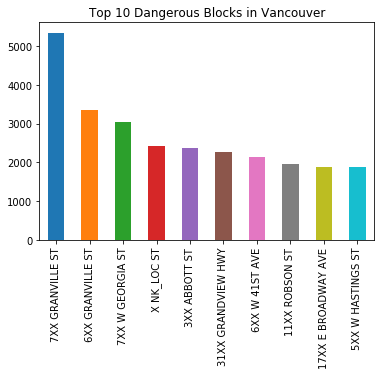 Top 10 Dangerous Blocks in Vancouver
5000
4000
3000
2000
1000
0
7XX GRANVILLE ST
6XX GRANVILLE ST
7XX W GEORGIA ST
X NK_LOC ST
3XX ABBOTT ST
31XX GRANDVIEW HWY
6XX W 41ST AVE
11XX ROBSON ST
17XX E BROADWAY AVE
5XX W HASTINGS ST